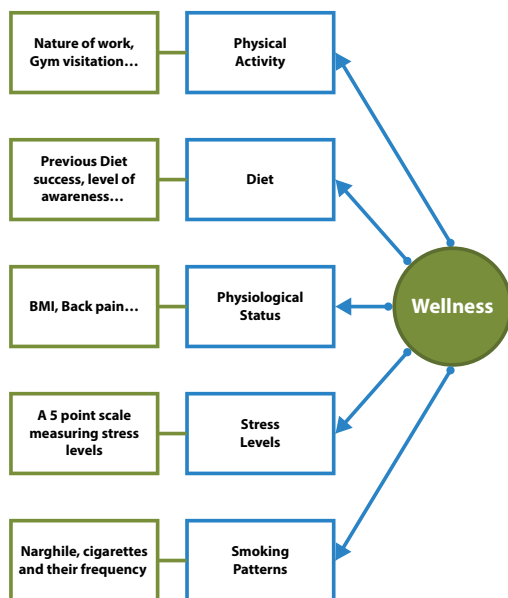 Nature of work,
Gym visitation…
Physical
Activity
Previous Diet
success, level of
awareness…
Diet
BMI, Back pain…
Physiological
Status
Wellness
A 5 point scale
measuring stress
levels
Stress
Levels
Narghile, cigarettes
and their frequency
Smoking
Patterns